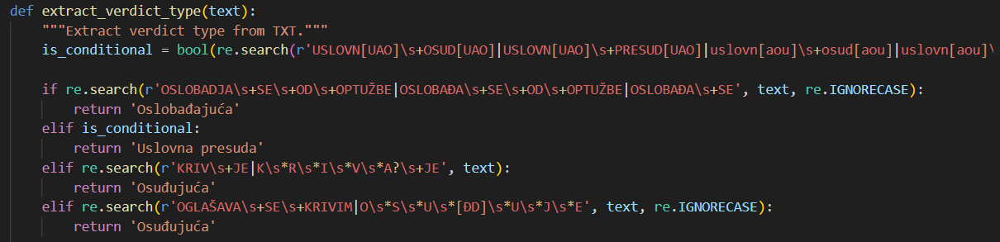 def extract_verdict_type(text):
    """Extract verdict type from TXT."""
    is_conditional = bool(re.search(r'USLOVN[UAO]\s+OSUD[UAO]|USLOVN[UAO]\s+PRESUD[UAO]|uslovn[aou]\s+osud[aou]|uslovn[aou]\
    if re.search(r'OSLOBADJA\s+SE\s+OD\s+OPTUŽBE|OSLOBAĐA\s+SE\s+OD\s+OPTUŽBE|OSLOBAĐA\s+SE', text, re.IGNORECASE):
        return 'Oslobađajuća'
    elif is_conditional:
        return 'Uslovna presuda'
    elif re.search(r'KRIV\s+JE|K\s*R\s*I\s*V\s*A?\s+JE', text):
        return 'Osuđujuća'
    elif re.search(r'OGLAŠAVA\s+SE\s+KRIVIM|O\s*S\s*U\s*[ĐD]\s*U\s*J\s*E', text, re.IGNORECASE):
        return 'Osuđujuća'